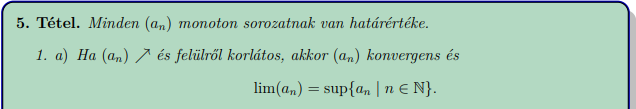 5. Tétel. Minden (aₙ) monoton sorozatnak van határértéke.
1. a) Ha (aₙ) ↗ és felülről korlátos, akkor (aₙ) konvergens és
lim(aₙ) = sup{aₙ | n ∈ ℕ}.